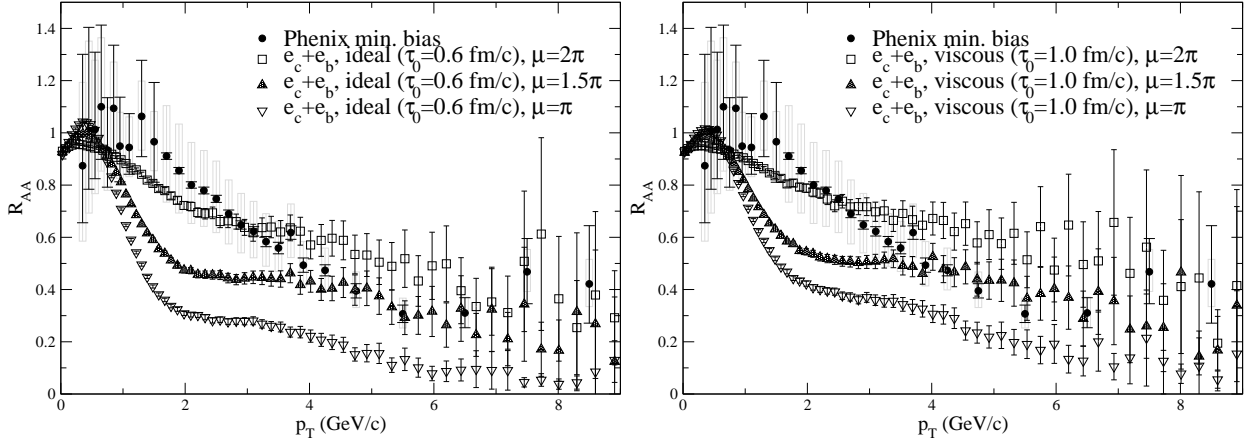 1.4
1.2
1
0.8
0.6
0.4
0.2
0
R_AA
Phenix min. bias
e_c+e_b, ideal (τ_0=0.6 fm/c), μ=2π
e_c+e_b, ideal (τ_0=0.6 fm/c), μ=1.5π
e_c+e_b, ideal (τ_0=0.6 fm/c), μ=π
0 2 4 6 8
p_T (GeV/c)
1.4
1.2
1
0.8
0.6
0.4
0.2
0
R_AA
Phenix min. bias
e_c+e_b, viscous (τ_0=1.0 fm/c), μ=2π
e_c+e_b, viscous (τ_0=1.0 fm/c), μ=1.5π
e_c+e_b, viscous (τ_0=1.0 fm/c), μ=π
0 2 4 6 8
p_T (GeV/c)